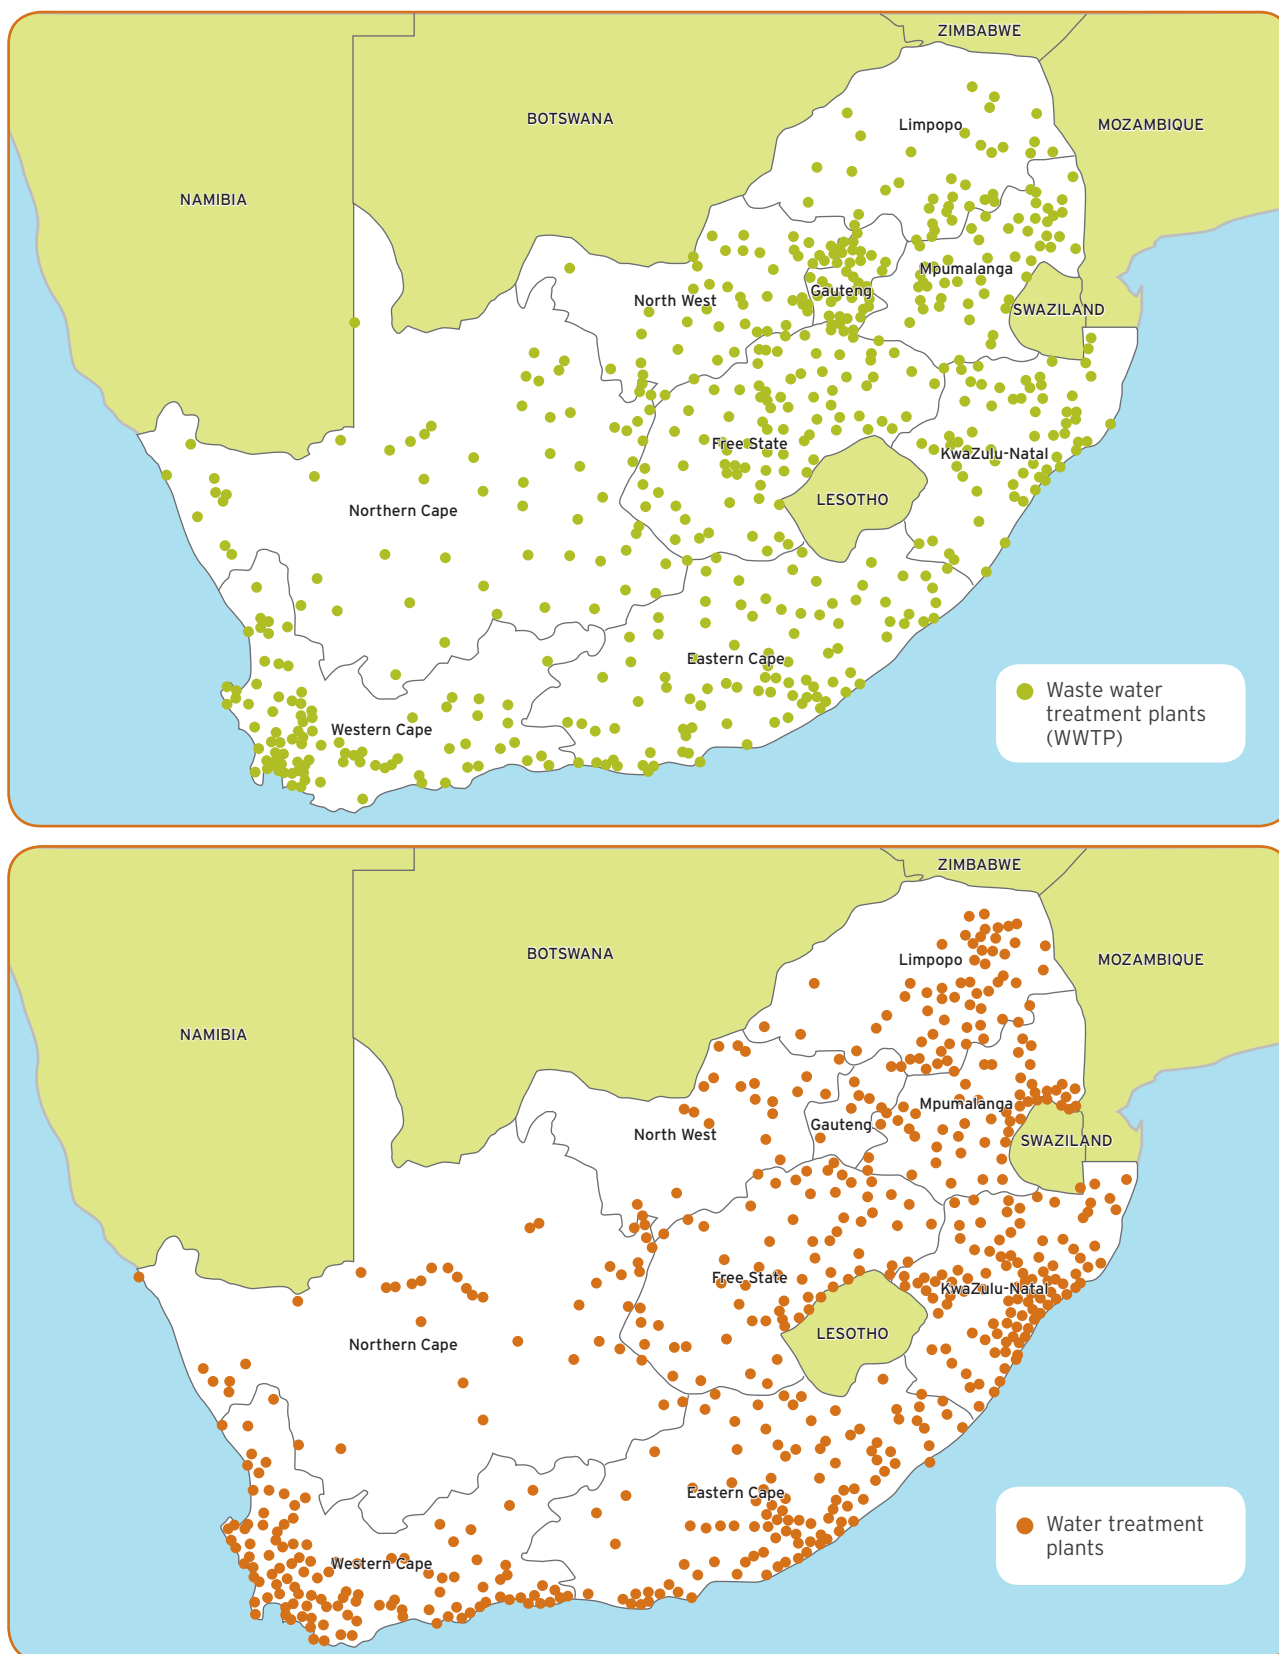 ZIMBABWE
BOTSWANA
Limpopo
MOZAMBIQUE
NAMIBIA
Mpumalanga
Gauteng
North West
SWAZILAND
Free State
KwaZulu-Natal
LESOTHO
Northern Cape
Eastern Cape
Western Cape
Waste water
treatment plants
(WWTP)
ZIMBABWE
BOTSWANA
Limpopo
MOZAMBIQUE
NAMIBIA
Mpumalanga
Gauteng
North West
SWAZILAND
Free State
KwaZulu-Natal
LESOTHO
Northern Cape
Eastern Cape
Western Cape
Water treatment
plants